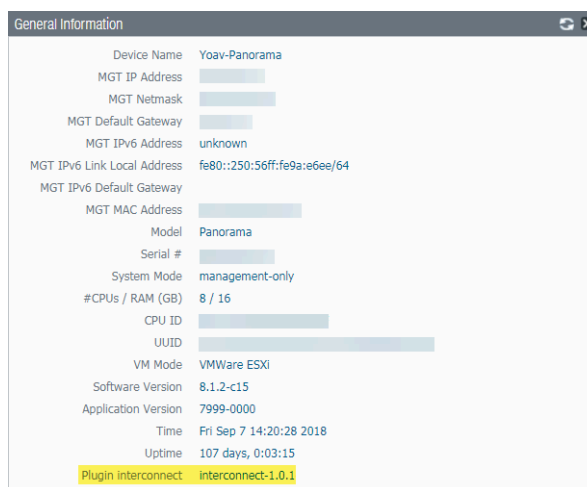 General Information
Device Name Yoav-Panorama
MGT IP Address
MGT Netmask
MGT Default Gateway
MGT IPv6 Address unknown
MGT IPv6 Link Local Address fe80::250:56ff:fe9a:e6ee/64
MGT IPv6 Default Gateway
MGT MAC Address
Model Panorama
Serial #
System Mode management-only
#CPUs / RAM (GB) 8 / 16
CPU ID
UUID
VM Mode VMWare ESXi
Software Version 8.1.2-c15
Application Version 7999-0000
Time Fri Sep 7 14:20:28 2018
Uptime 107 days, 0:03:15
Plugin interconnect interconnect-1.0.1